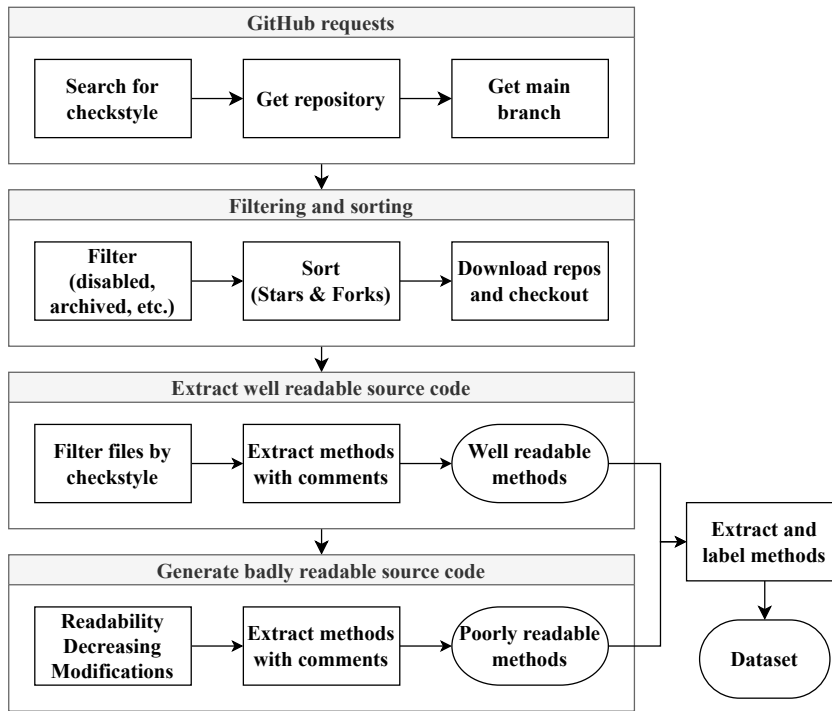 GitHub requests
Search for
checkstyle
Get repository
Get main
branch
Filtering and sorting
Filter
(disabled,
archived, etc.)
Sort
(Stars & Forks)
Download repos
and checkout
Extract well readable source code
Filter files by
checkstyle
Extract methods
with comments
Well readable
methods
Extract and
label methods
Generate badly readable source code
Readability
Decreasing
Modifications
Extract methods
with comments
Poorly readable
methods
Dataset